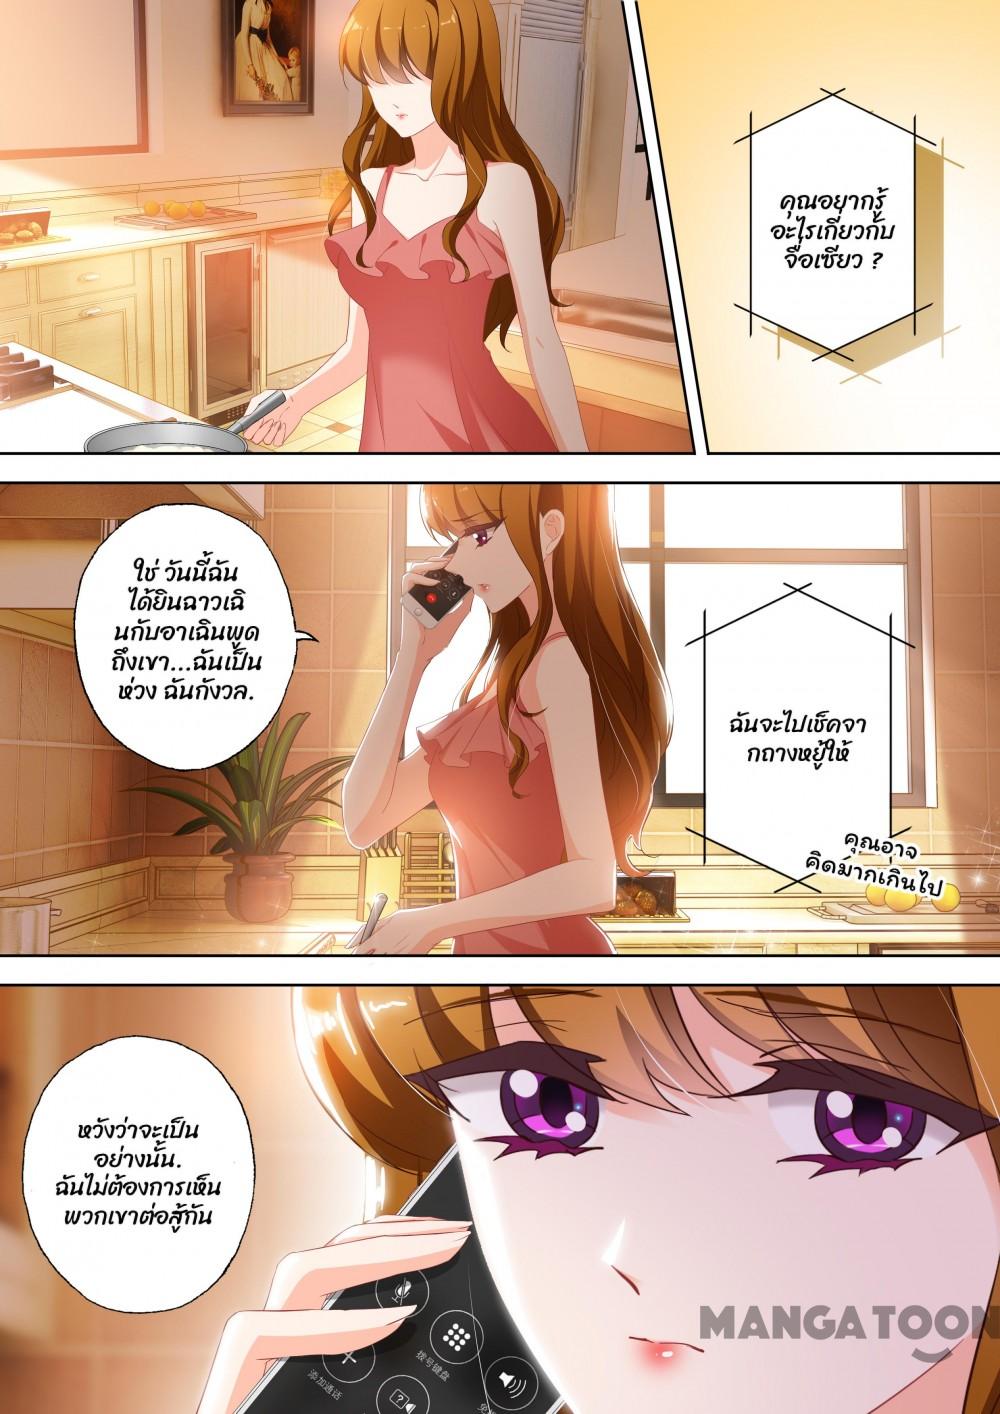 คุณอยากรู้
อะไรเกี่ยวกับ
จื่อเซียว ?
ใช่ วันนี้ฉัน
ได้ยินฉาวเฉิ
นกับอาเฉินพูด
ถึงเขา...ฉันเป็น
ห่วง ฉันกังวล.
ฉันจะไปเช็คจา
กถางหยู้ให้
คุณอาจ
คิดมากเกินไป
หวังว่าจะเป็น
อย่างนั้น.
ฉันไม่ต้องการเห็น
พวกเขาต่อสู้กัน
拨号键盘
添加通话
免
MANGATOON